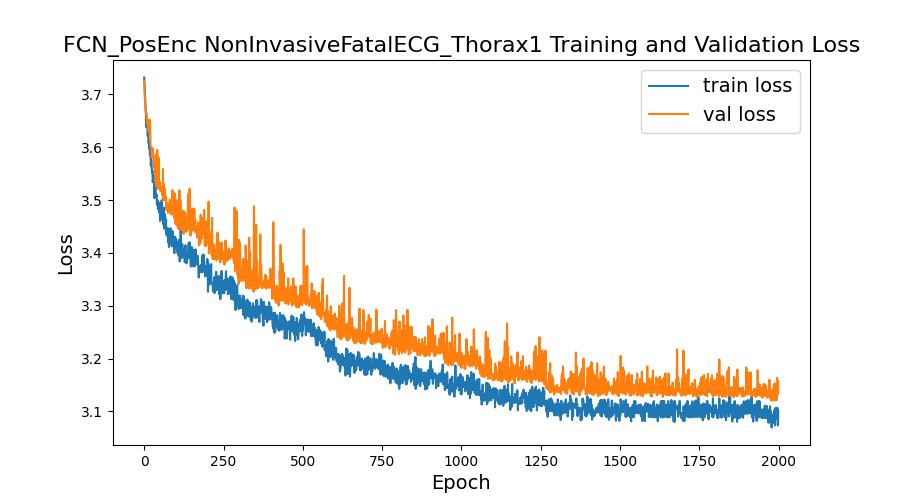 FCN_PosEnc NonInvasiveFatalECG_Thorax1 Training and Validation Loss
train loss
val loss
3.7
3.6
3.5
3.4
3.3
3.2
3.1
Loss
0 250 500 750 1000 1250 1500 1750 2000
Epoch